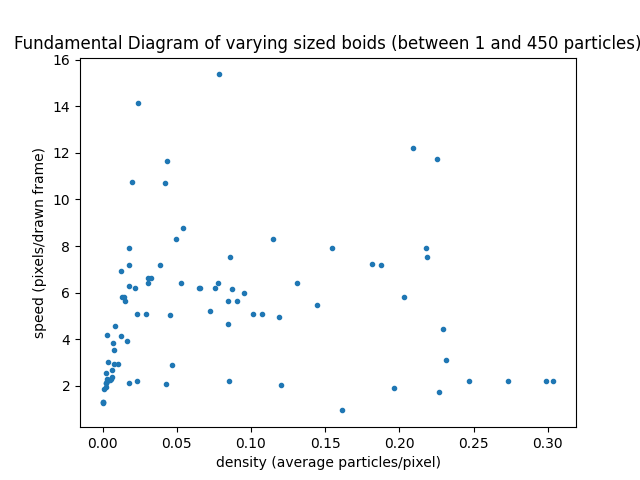 Fundamental Diagram of varying sized boids (between 1 and 450 particles)
16
14
12
10
8
6
4
2
speed (pixels/drawn frame)
0.00 0.05 0.10 0.15 0.20 0.25 0.30
density (average particles/pixel)